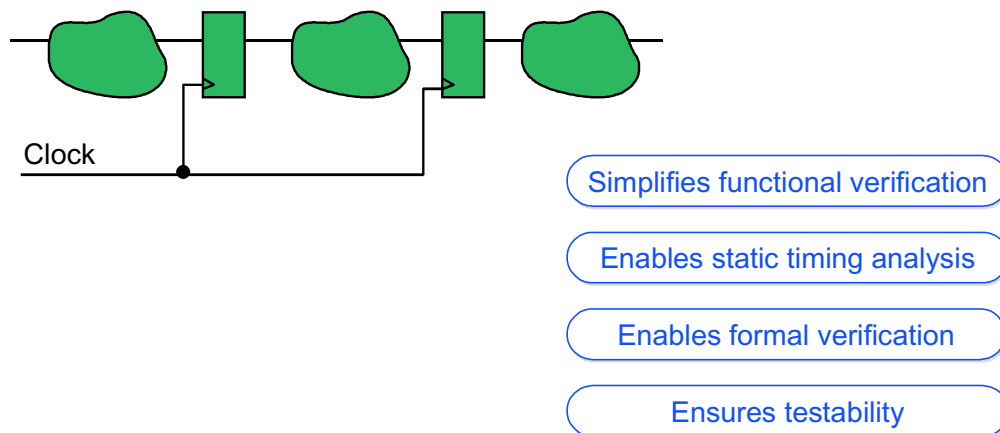 Clock
Simplifies functional verification
Enables static timing analysis
Enables formal verification
Ensures testability